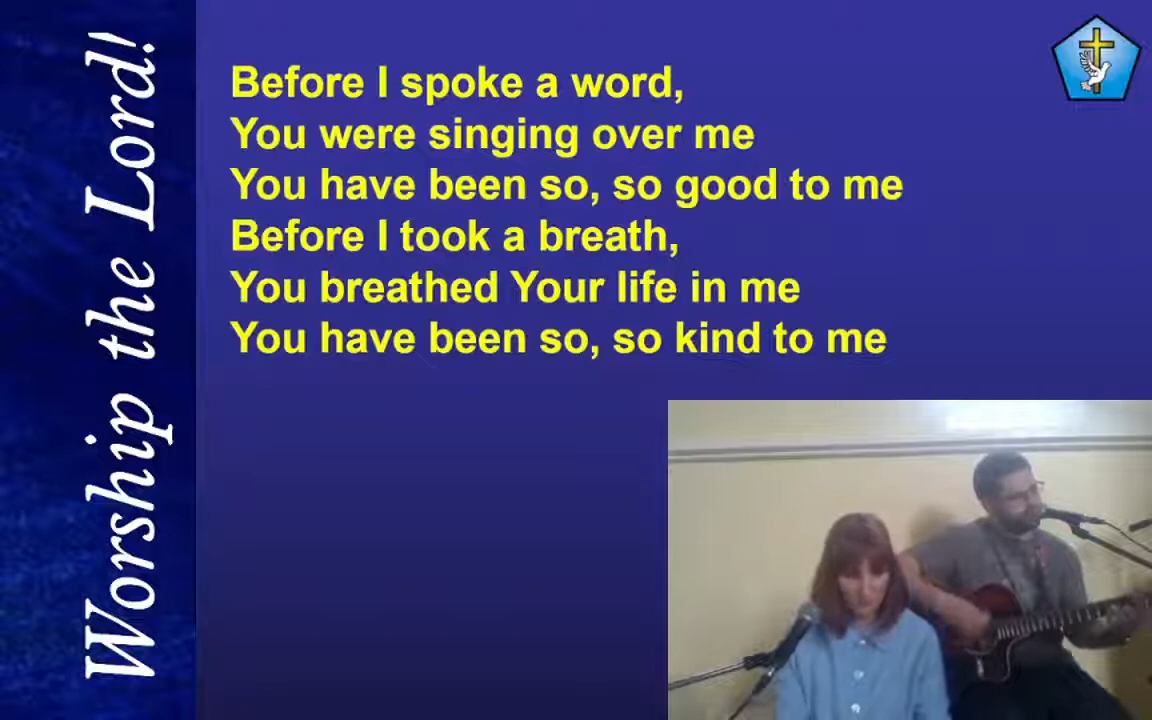 Worship the Lord!
Before I spoke a word,
You were singing over me
You have been so, so good to me
Before I took a breath,
You breathed Your life in me
You have been so, so kind to me